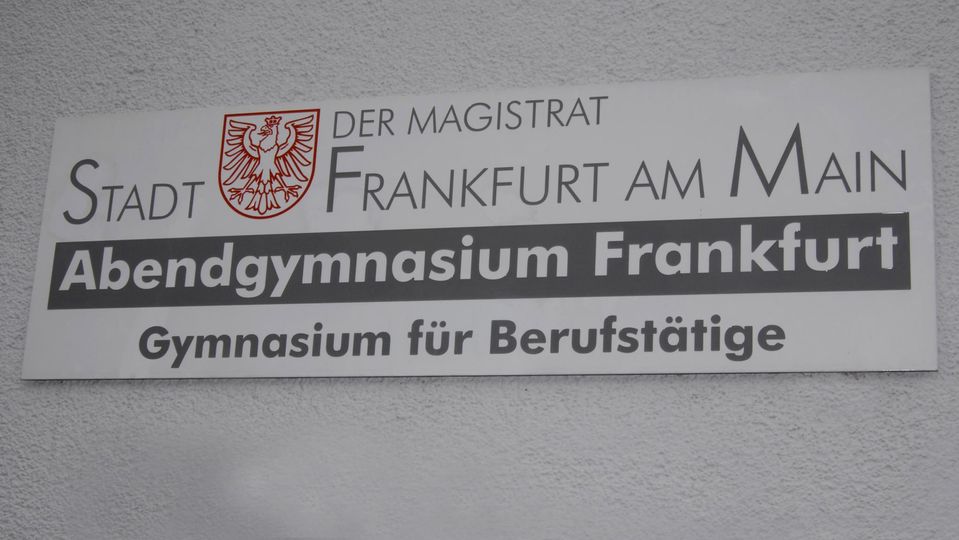 DER MAGISTRAT
STADT FRANKFURT AM MAIN
Abendgymnasium Frankfurt
Gymnasium für Berufstätige